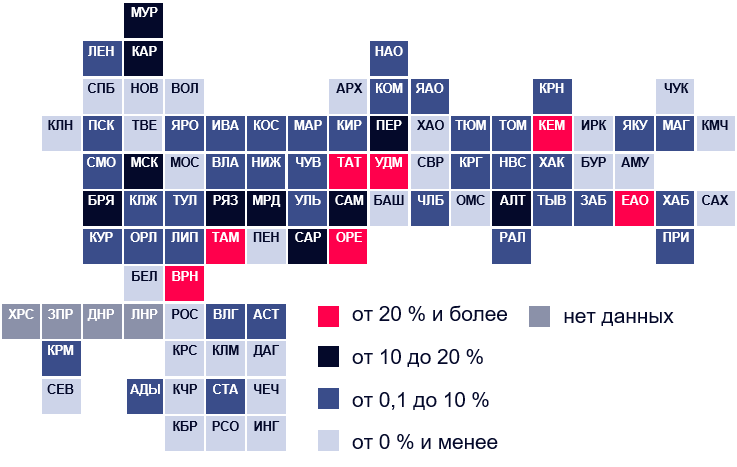 МУР
ЛЕН КАР НАО
СПБ НОВ ВОЛ АРХ КОМ ЯАО КРН ЧУК
КЛН ПСК ТВЕ ЯРО ИВА КОС МАР КИР ПЕР ХАО ТЮМ ТОМ КЕМ ИРК ЯКУ МАГ КМЧ
СМО МСК МОС ВЛА НИЖ ЧУВ ТАТ УДМ СВР КРГ НВС ХАК БУР АМУ
БРЯ КЛЖ ТУЛ РЯЗ МРД УЛЬ САМ БАШ ЧЛБ ОМС АЛТ ТЫВ ЗАБ ЕАО ХАБ САХ
КУР ОРЛ ЛИП ТАМ ПЕН САР ОРЕ РАЛ ПРИ
БЕЛ ВРН
ХРС ЗПР ДНР ЛНР РОС ВЛГ АСТ
КРМ КРС КЛМ ДАГ
СЕВ АДЫ КЧР СТА ЧЕЧ
КБР РСО ИНГ
от 20 % и более
нет данных
от 10 до 20 %
от 0,1 до 10 %
от 0 % и менее